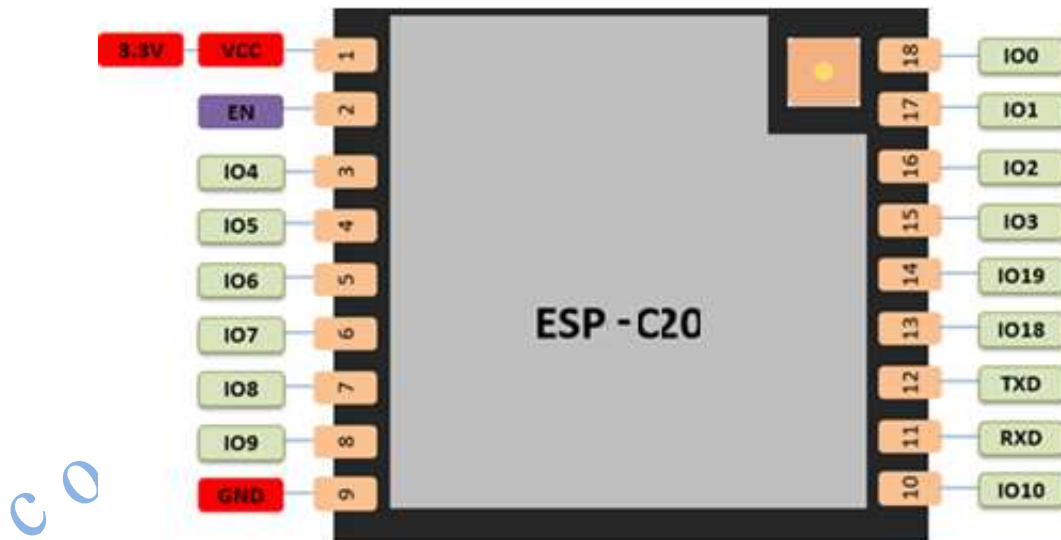 3.3V VCC 1 18 IO0
EN 2 17 IO1
IO4 3 16 IO2
IO5 4 15 IO3
IO6 5 14 IO19
ESP - C20
IO7 6 13 IO18
IO8 7 12 TXD
IO9 8 11 RXD
GND 9 10 IO10
co